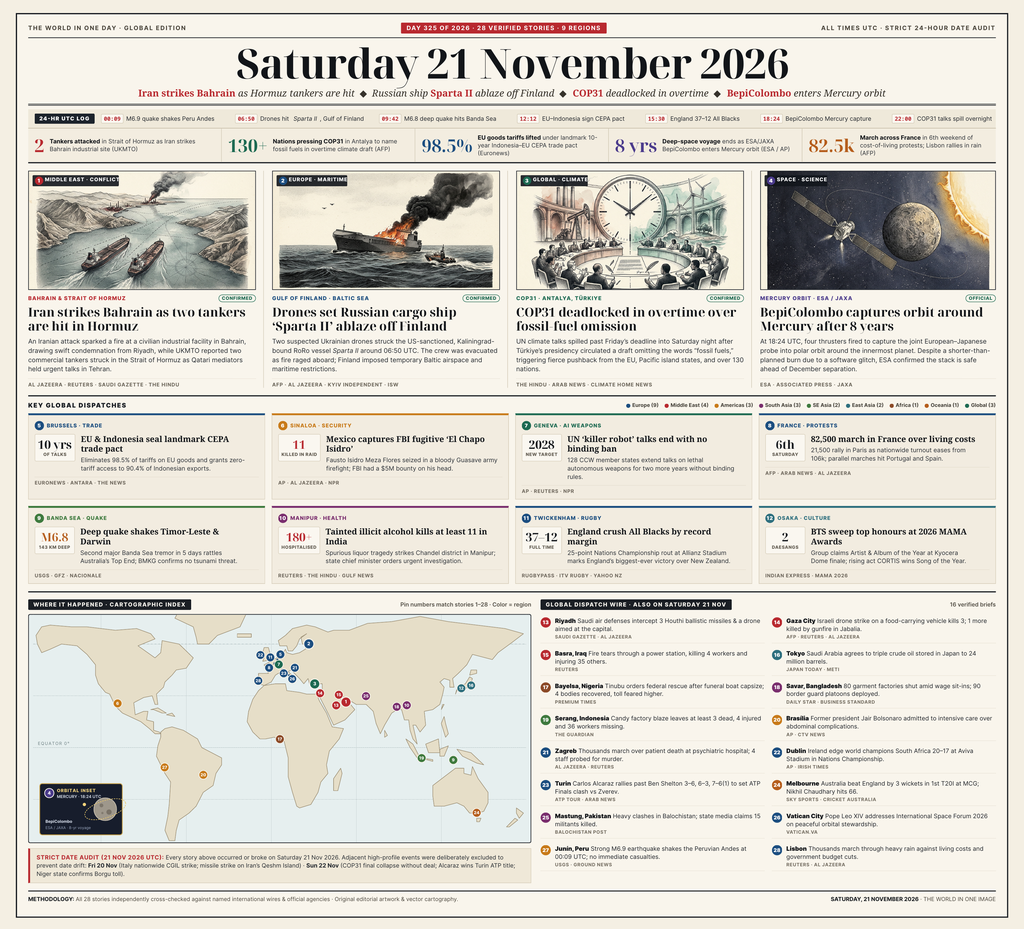 THE WORLD IN ONE DAY · GLOBAL EDITION
DAY 325 OF 2026 · 28 VERIFIED STORIES · 9 REGIONS
ALL TIMES UTC · STRICT 24-HOUR DATE AUDIT
Saturday 21 November 2026
Iran strikes Bahrain as Hormuz tankers are hit ◆ Russian ship Sparta II ablaze off Finland ◆ COP31 deadlocked in overtime ◆ BepiColombo enters Mercury orbit
24-HR UTC LOG
00:09 M6.9 quake shakes Peru Andes
06:50 Drones hit Sparta II , Gulf of Finland
09:42 M6.8 deep quake hits Banda Sea
12:12 EU-Indonesia sign CEPA pact
15:30 England 37–12 All Blacks
18:24 BepiColombo Mercury capture
22:00 COP31 talks spill overnight
2
Tankers attacked in Strait of Hormuz as Iran strikes
Bahrain industrial site (UKMTO)
130+
Nations pressing COP31 in Antalya to name
fossil fuels in overtime climate draft (AFP)
98.5%
EU goods tariffs lifted under landmark 10-
year Indonesia–EU CEPA trade pact
(Euronews)
8 yrs
Deep-space voyage ends as ESA/JAXA
BepiColombo enters Mercury orbit (ESA / AP)
82.5k
March across France in 6th weekend of
cost-of-living protests; Lisbon rallies in rain
(AFP)
1 MIDDLE EAST · CONFLICT
BAHRAIN & STRAIT OF HORMUZ
CONFIRMED
Iran strikes Bahrain as two tankers
are hit in Hormuz
An Iranian attack sparked a fire at a civilian industrial facility in Bahrain,
drawing swift condemnation from Riyadh, while UKMTO reported two
commercial tankers struck in the Strait of Hormuz as Qatari mediators
held urgent talks in Tehran.
AL JAZEERA · REUTERS · SAUDI GAZETTE · THE HINDU
2 EUROPE · MARITIME
GULF OF FINLAND · BALTIC SEA
CONFIRMED
Drones set Russian cargo ship
‘Sparta II’ ablaze off Finland
Two suspected Ukrainian drones struck the US-sanctioned, Kaliningrad-
bound RoRo vessel Sparta II around 06:50 UTC. The crew was evacuated
as fire raged aboard; Finland imposed temporary Baltic airspace and
maritime restrictions.
AFP · AL JAZEERA · KYIV INDEPENDENT · ISW
3 GLOBAL · CLIMATE
COP31 · ANTALYA, TÜRKIYE
CONFIRMED
COP31 deadlocked in overtime over
fossil-fuel omission
UN climate talks spilled past Friday's deadline into Saturday night after
Türkiye's presidency circulated a draft omitting the words “fossil fuels,”
triggering fierce pushback from the EU, Pacific island states, and over 130
nations.
THE HINDU · ARAB NEWS · CLIMATE HOME NEWS
4 SPACE · SCIENCE
MERCURY ORBIT · ESA / JAXA
OFFICIAL
BepiColombo captures orbit around
Mercury after 8 years
At 18:24 UTC, four thrusters fired to capture the joint European–Japanese
probe into polar orbit around the innermost planet. Despite a shorter-than-
planned burn due to a software glitch, ESA confirmed the stack is safe
ahead of December separation.
ESA · ASSOCIATED PRESS · JAXA
KEY GLOBAL DISPATCHES
Europe (9) Middle East (4) Americas (3) South Asia (3) SE Asia (2) East Asia (2) Africa (1) Oceania (1) Global (3)
5 BRUSSELS · TRADE
10 yrs
OF TALKS
EU & Indonesia seal landmark CEPA
trade pact
Eliminates 98.5% of tariffs on EU goods and grants zero-
tariff access to 90.4% of Indonesian exports.
EURONEWS · ANTARA · THE NEWS
6 SINALOA · SECURITY
11
KILLED IN RAID
Mexico captures FBI fugitive ‘El Chapo
Isidro’
Fausto Isidro Meza Flores seized in a bloody Guasave Army
firefight; FBI had a $5M bounty on his head.
AP · AL JAZEERA · NPR
7 GENEVA · AI WEAPONS
2028
NEW TARGET
UN ‘killer robot’ talks end with no
binding ban
128 CCW member states extend talks on lethal
autonomous weapons for two more years without binding
rules.
AP · REUTERS · NPR
8 FRANCE · PROTESTS
6th
SATURDAY
82,500 march in France over living costs
21,500 rally in Paris as nationwide turnout eases from
106k; parallel marches hit Portugal and Spain.
AFP · ARAB NEWS · AL JAZEERA
9 BANDA SEA · QUAKE
M6.8
143 KM DEEP
Deep quake shakes Timor-Leste &
Darwin
Second major Banda Sea tremor in 5 days rattles
Australia's Top End; BMKG confirms no tsunami threat.
USGS · GFZ · NACIONALE
10 MANIPUR · HEALTH
180+
HOSPITALISED
Tainted illicit alcohol kills at least 11 in
India
Spurious liquor tragedy strikes Chandel district in Manipur;
state chief minister orders urgent investigation.
REUTERS · THE HINDU · GULF NEWS
11 TWICKENHAM · RUGBY
37–12
FULL TIME
England crush All Blacks by record
margin
25-point Nations Championship rout at Allianz Stadium
marks England's biggest-ever victory over New Zealand.
RUGBYPASS · ITV RUGBY · YAHOO NZ
12 OSAKA · CULTURE
2
DAESANGS
BTS sweep top honours at 2026 MAMA
Awards
Group claims Artist & Album of the Year at Kyocera
Dome finale; rising act CORTIS wins Song of the Year.
INDIAN EXPRESS · MAMA 2026
WHERE IT HAPPENED · CARTOGRAPHIC INDEX
Pin numbers match stories 1–28 · Color = region
EQUATOR 0°
4 ORBITAL INSET
MERCURY · 18:24 UTC
BepiColombo
ESA / JAXA · 8 yr voyage
STRICT DATE AUDIT (21 NOV 2026 UTC): Every story above occurred or broke on Saturday 21 Nov 2026. Adjacent high-profile events were deliberately excluded to
prevent date drift: Fri 20 Nov (Italy nationwide CGIL strike; missile strike on Iran's Qeshm Island) · Sun 22 Nov (COP31 final collapse without deal; Alcaraz wins Turin ATP title;
Niger state confirms Borgu toll).
GLOBAL DISPATCH WIRE · ALSO ON SATURDAY 21 NOV
16 verified briefs
13 Riyadh Saudi air defenses intercept 3 Houthi ballistic missiles & a drone
aimed at the capital.
SAUDI GAZETTE · AL JAZEERA
14 Gaza City Israeli drone strike on a food-carrying vehicle kills 3; 1 more
killed by gunfire in Jabalia.
AFP · REUTERS · AL JAZEERA
15 Basra, Iraq Fire tears through a power station, killing 4 workers and
injuring 35 others.
REUTERS
16 Tokyo Saudi Arabia agrees to triple crude oil stored in Japan to 24
million barrels.
JAPAN TODAY · METI
17 Bayelsa, Nigeria Tinubu orders federal rescue after funeral boat capsize;
4 bodies recovered, toll feared higher.
PREMIUM TIMES
18 Savar, Bangladesh 80 garment factories shut amid wage sit-ins; 90
border guard platoons deployed.
DAILY STAR · BUSINESS STANDARD
19 Serang, Indonesia Candy factory blaze leaves at least 3 dead, 4 injured
and 36 workers missing.
THE GUARDIAN
20 Brasília Former president Jair Bolsonaro admitted to intensive care over
abdominal complications.
AP · CTV NEWS
21 Zagreb Thousands march over patient death at psychiatric hospital; 4
staff probed for murder.
AL JAZEERA · REUTERS
22 Dublin Ireland edge world champions South Africa 20–17 at Aviva
Stadium in Nations Championship.
AP · IRISH TIMES
23 Turin Carlos Alcaraz rallies past Ben Shelton 3–6, 6–3, 7–6(1) to set ATP
Finals clash vs Zverev.
ATP TOUR · ARAB NEWS
24 Melbourne Australia beat England by 3 wickets in 1st T20I at MCG;
Nikhil Chaudhary hits 66.
SKY SPORTS · CRICKET AUSTRALIA
25 Mastung, Pakistan Heavy clashes in Balochistan; state media claims 15
militants killed.
BALOCHISTAN POST
26 Vatican City Pope Leo XIV addresses International Space Forum 2026
on peaceful orbital stewardship.
VATICAN.VA
27 Junin, Peru Strong M6.9 earthquake shakes the Peruvian Andes at
00:09 UTC; no immediate casualties.
USGS · GROUND NEWS
28 Lisbon Thousands march through heavy rain against living costs and
government budget cuts.
REUTERS · AL JAZEERA
METHODOLOGY: All 28 stories independently cross-checked against named international wires & official agencies · Original editorial artwork & vector cartography.
SATURDAY, 21 NOVEMBER 2026 · THE WORLD IN ONE IMAGE